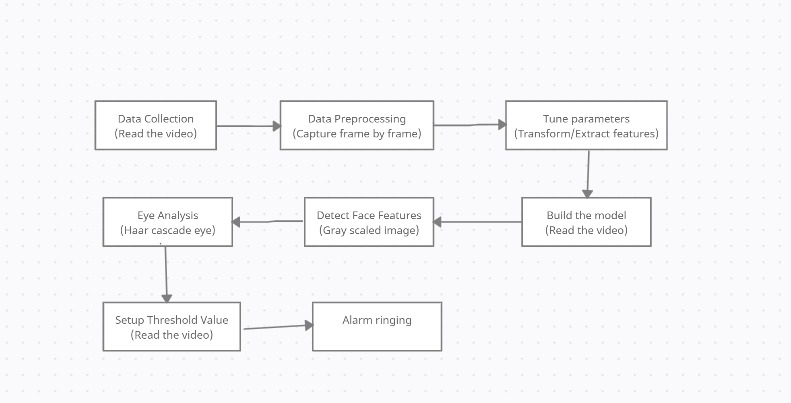 Data Collection
(Read the video)
Data Preprocessing
(Capture frame by frame)
Tune parameters
(Transform/Extract features)
Build the model
(Read the video)
Detect Face Features
(Gray scaled image)
Eye Analysis
(Haar cascade eye)
Setup Threshold Value
(Read the video)
Alarm ringing